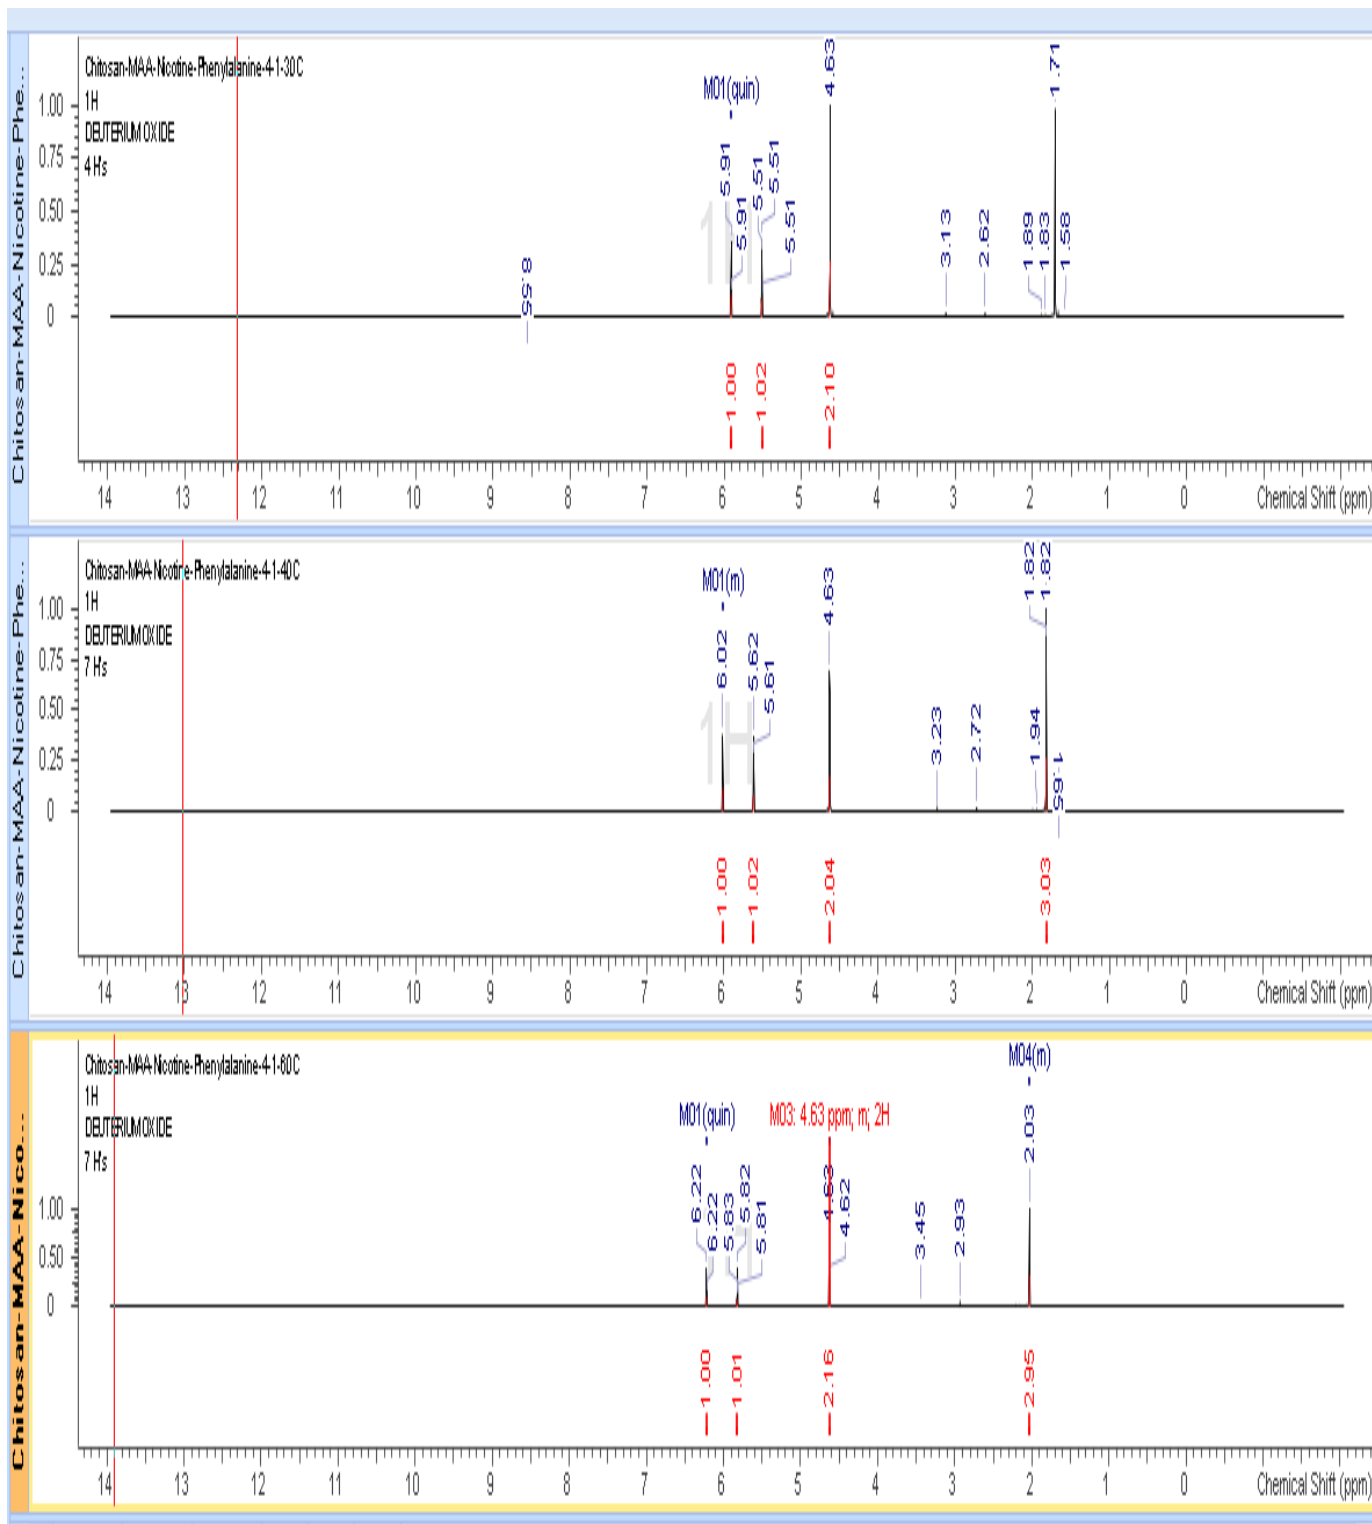 Chitosan-MAA-Nicotine-Phe...
Chitosan-MAA-Nicotine-Phenylalanine-4-1-30C
1H
DEUTERIUM OXIDE
4 H's
M01(quin)
1H
8.55 5.91 5.91 5.51 5.51 5.51 4.63 3.13 2.62 1.89 1.83 1.71 1.58
1.00
0.75
0.50
0.25
0
1.00 1.02 2.10
14 13 12 11 10 9 8 7 6 5 4 3 2 1 0 Chemical Shift (ppm)
Chitosan-MAA-Nicotine-Phe...
Chitosan-MAA-Nicotine-Phenylalanine-4-1-40C
1H
DEUTERIUM OXIDE
7 H's
M01(m)
1H
6.02 5.62 5.61 4.63 3.23 2.72 1.94 1.82 1.82 1.65
1.00
0.75
0.50
0.25
0
1.00 1.02 2.04 3.03
14 13 12 11 10 9 8 7 6 5 4 3 2 1 0 Chemical Shift (ppm)
Chitosan-MAA-Nico...
Chitosan-MAA-Nicotine-Phenylalanine-4-1-60C
1H
DEUTERIUM OXIDE
7 H's
M01(quin) M03: 4.63 ppm; m; 2H M04(m)
6.22 6.22 5.83 5.82 5.81 4.63 4.62 3.45 2.93 2.03
1.00
0.50
0
1.00 1.01 2.16 2.95
14 13 12 11 10 9 8 7 6 5 4 3 2 1 0 Chemical Shift (ppm)